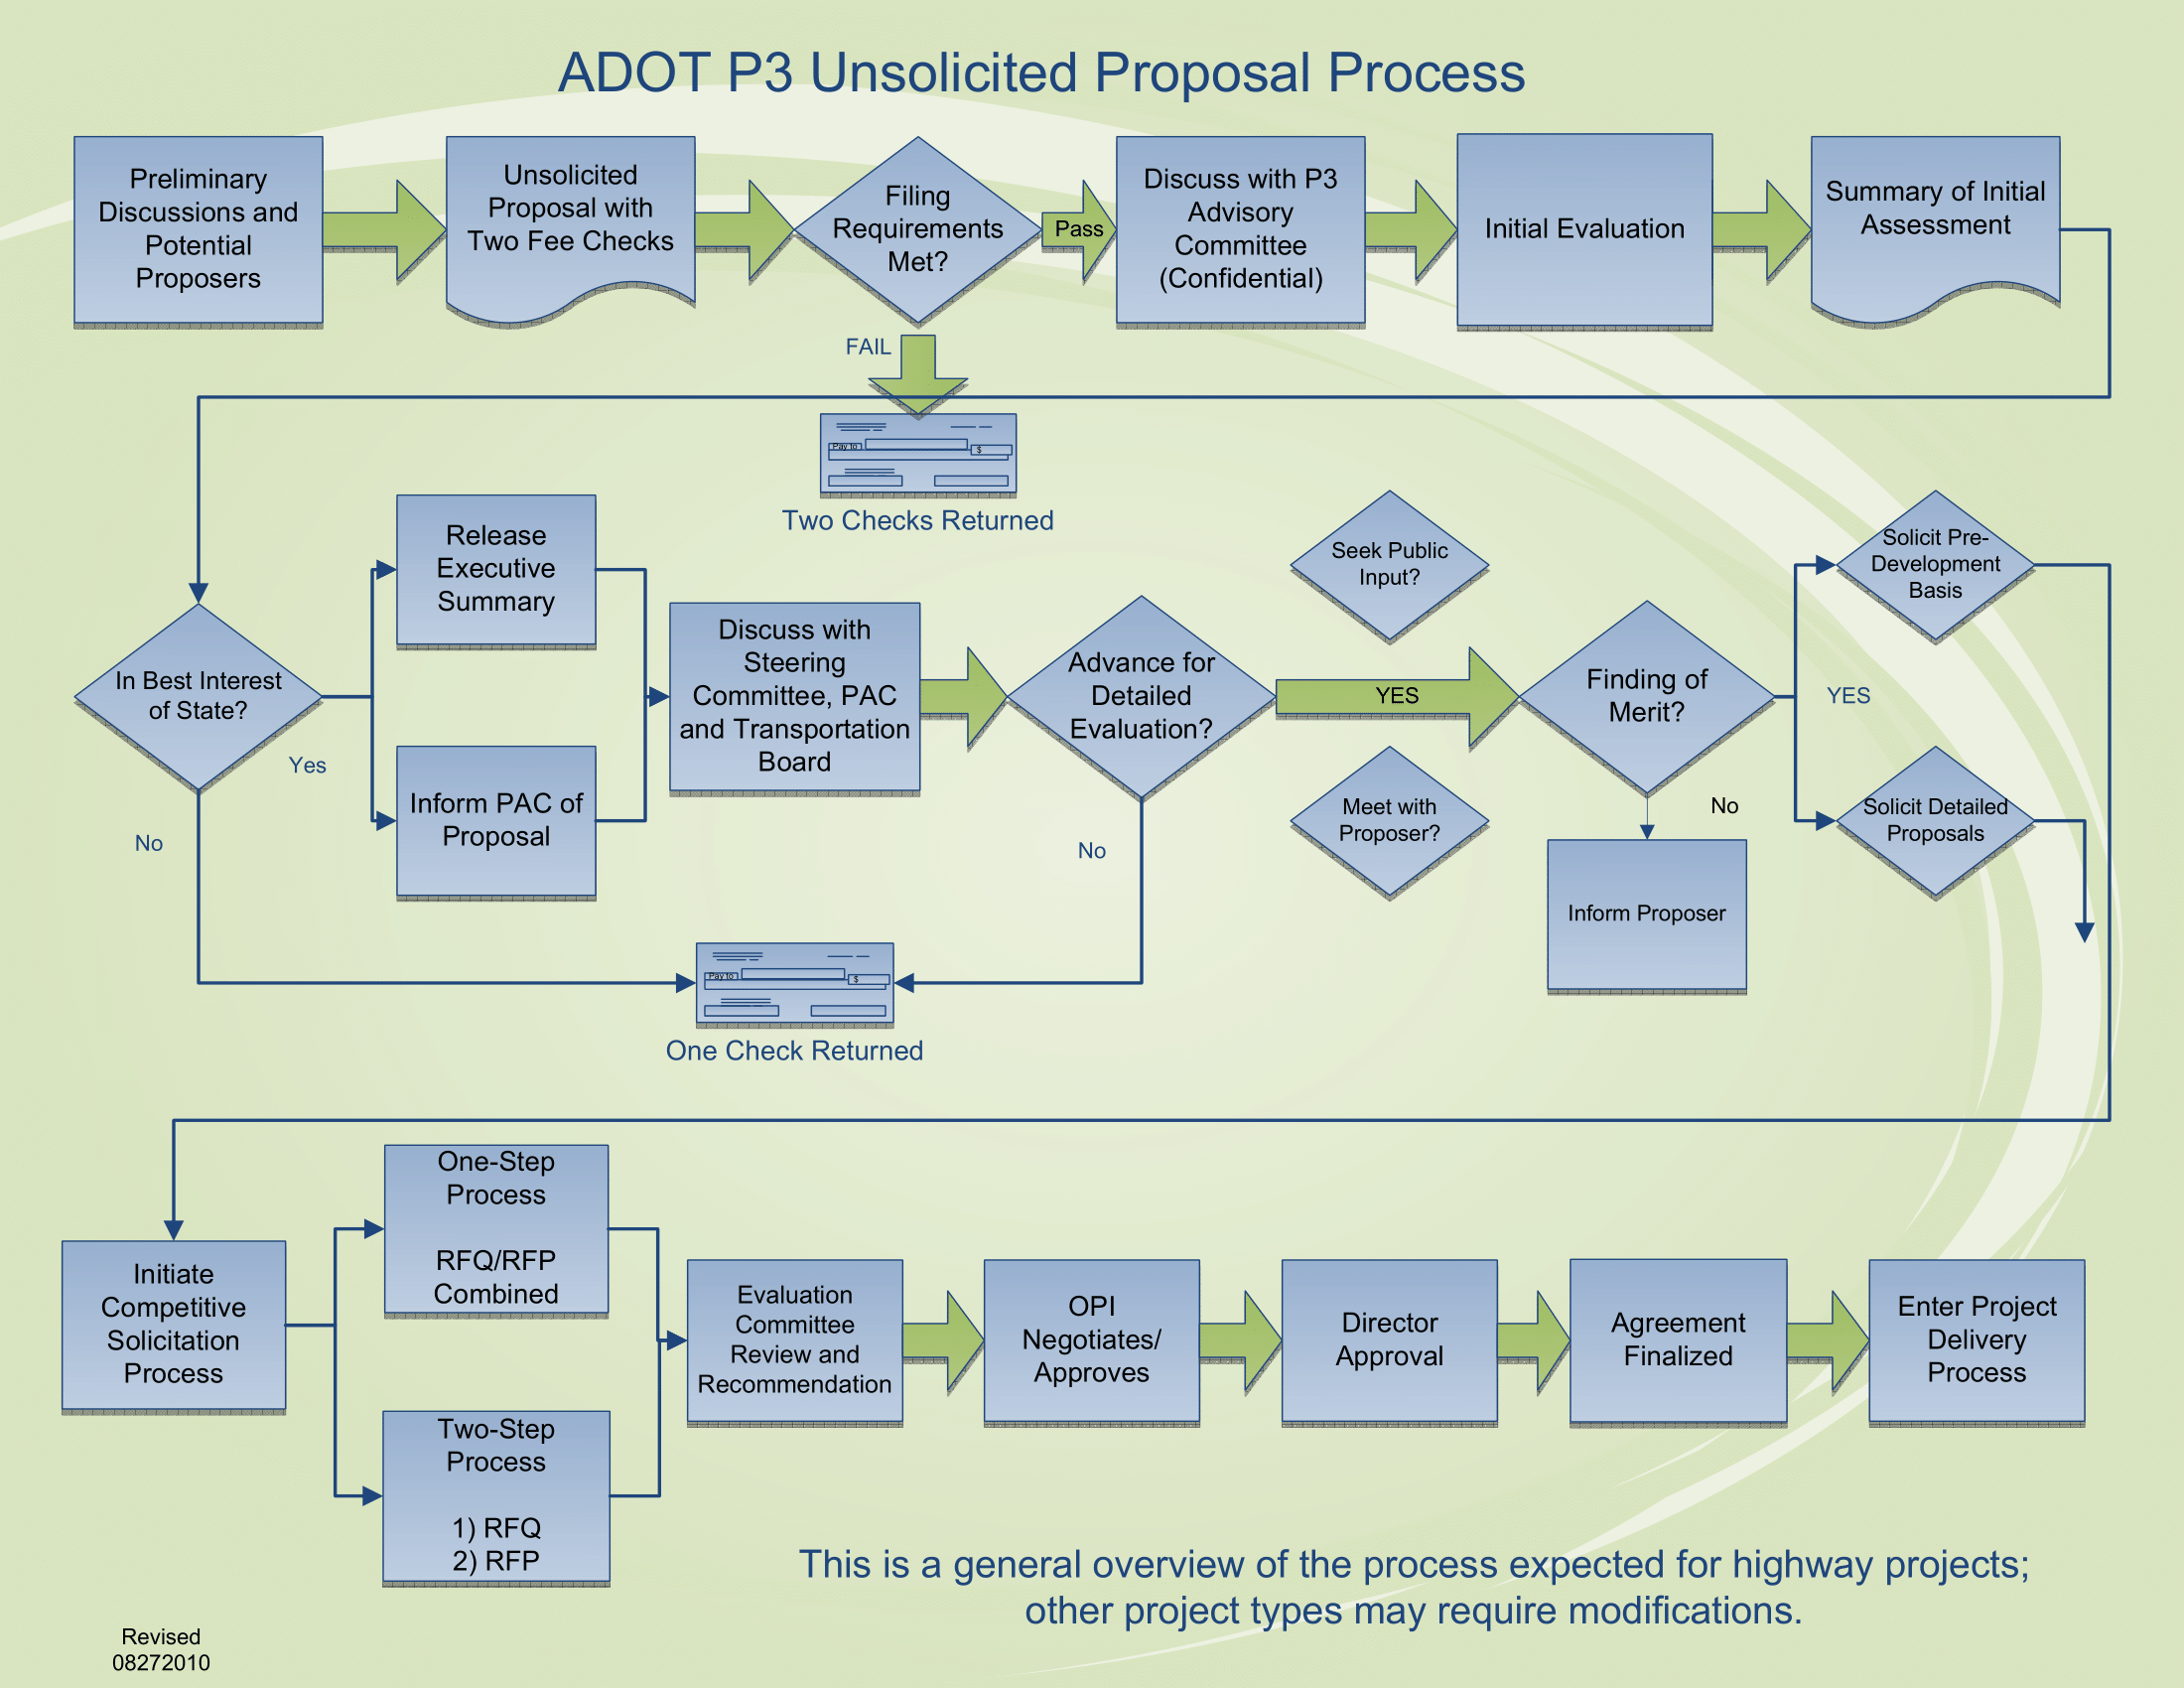 ADOT P3 Unsolicited Proposal Process
Preliminary
Discussions and
Potential
Proposers
Unsolicited
Proposal with
Two Fee Checks
Filing
Requirements
Met?
Pass
Discuss with P3
Advisory
Committee
(Confidential)
Initial Evaluation
Summary of Initial
Assessment
FAIL
Pay to
$
Two Checks Returned
In Best Interest
of State?
Yes
No
Release
Executive
Summary
Inform PAC of
Proposal
Discuss with
Steering
Committee, PAC
and Transportation
Board
Advance for
Detailed
Evaluation?
No
Seek Public
Input?
YES
Meet with
Proposer?
Finding of
Merit?
No
Inform Proposer
YES
Solicit Pre-
Development
Basis
Solicit Detailed
Proposals
Pay to
$
One Check Returned
Initiate
Competitive
Solicitation
Process
One-Step
Process
RFQ/RFP
Combined
Two-Step
Process
1) RFQ
2) RFP
Evaluation
Committee
Review and
Recommendation
OPI
Negotiates/
Approves
Director
Approval
Agreement
Finalized
Enter Project
Delivery
Process
This is a general overview of the process expected for highway projects;
other project types may require modifications.
Revised
08272010